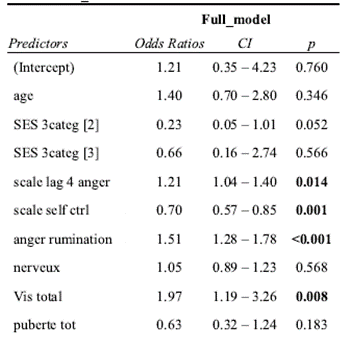 Full_model
Predictors Odds Ratios CI p
(Intercept) 1.21 0.35 – 4.23 0.760
age 1.40 0.70 – 2.80 0.346
SES 3categ [2] 0.23 0.05 – 1.01 0.052
SES 3categ [3] 0.66 0.16 – 2.74 0.566
scale lag 4 anger 1.21 1.04 – 1.40 0.014
scale self ctrl 0.70 0.57 – 0.85 0.001
anger rumination 1.51 1.28 – 1.78 <0.001
nerveux 1.05 0.89 – 1.23 0.568
Vis total 1.97 1.19 – 3.26 0.008
puberte tot 0.63 0.32 – 1.24 0.183